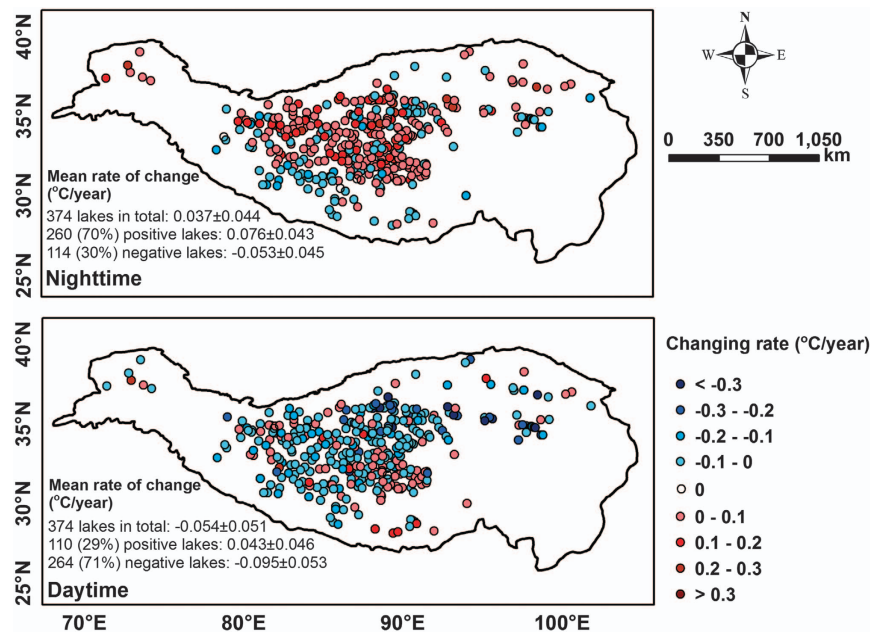 40°N
35°N
30°N
25°N
Mean rate of change
(°C/year)
374 lakes in total: 0.037±0.044
260 (70%) positive lakes: 0.076±0.043
114 (30%) negative lakes: -0.053±0.045
Nighttime
N
W E
S
0 350 700 1,050
km
40°N
35°N
30°N
25°N
Mean rate of change
(°C/year)
374 lakes in total: -0.054±0.051
110 (29%) positive lakes: 0.043±0.046
264 (71%) negative lakes: -0.095±0.053
Daytime
70°E 80°E 90°E 100°E
Changing rate (°C/year)
< -0.3
-0.3 - -0.2
-0.2 - -0.1
-0.1 - 0
0
0 - 0.1
0.1 - 0.2
0.2 - 0.3
> 0.3